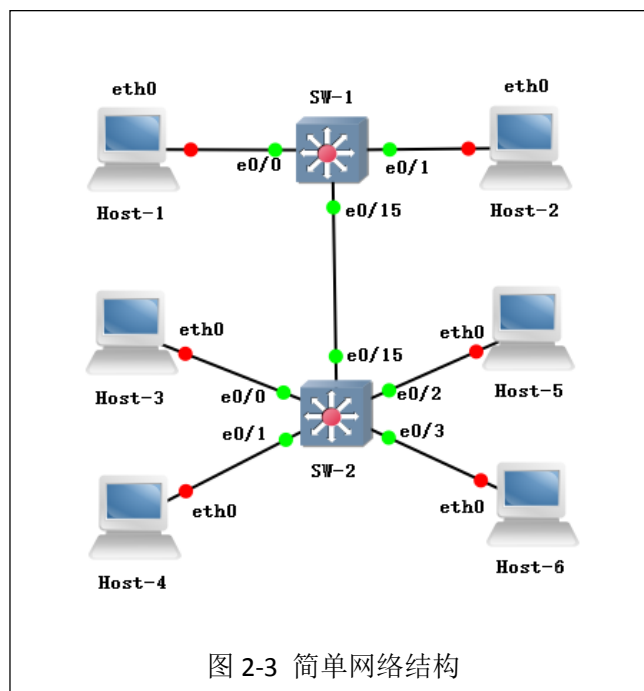 eth0
SW-1
eth0
e0/0
e0/1
Host-1
Host-2
e0/15
eth0
e0/15
eth0
Host-3
e0/0
e0/2
Host-5
e0/1
e0/3
SW-2
eth0
eth0
Host-4
Host-6
图 2-3 简单网络结构